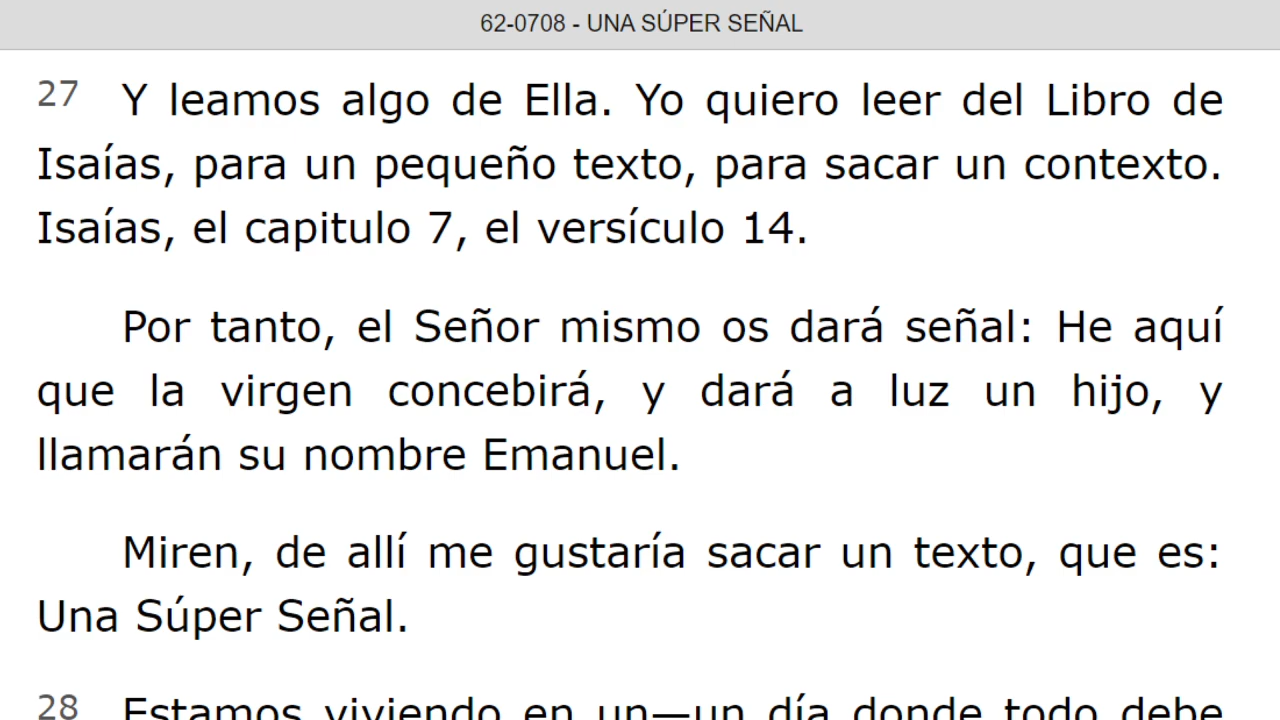 62-0708 - UNA SÚPER SEÑAL
27 Y leamos algo de Ella. Yo quiero leer del Libro de
Isaías, para un pequeño texto, para sacar un contexto.
Isaías, el capitulo 7, el versículo 14.
Por tanto, el Señor mismo os dará señal: He aquí
que la virgen concebirá, y dará a luz un hijo, y
llamarán su nombre Emanuel.
Miren, de allí me gustaría sacar un texto, que es:
Una Súper Señal.
28 Estamos viviendo en un—un día donde todo debe